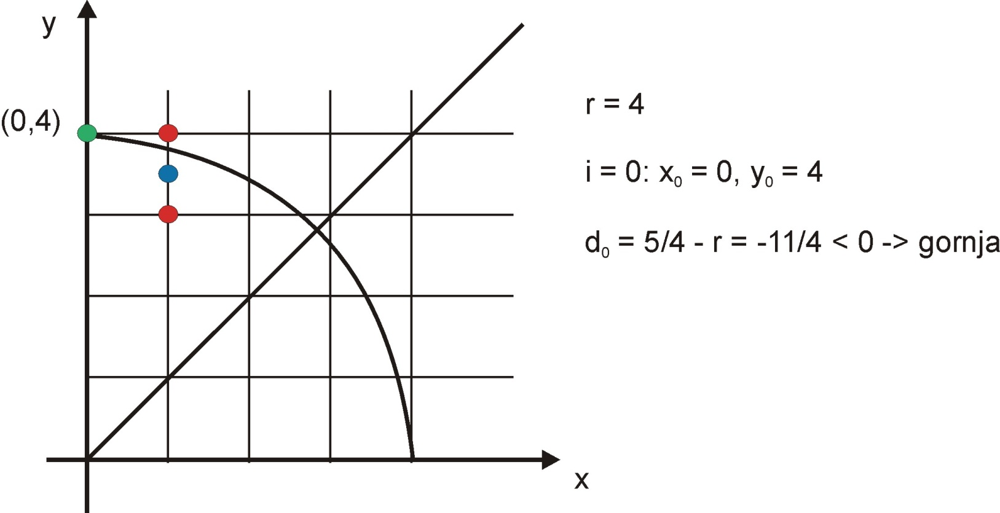 y
(0,4)
x
r = 4
i = 0: x₀ = 0, y₀ = 4
d₀ = 5/4 - r = -11/4 < 0 -> gornja